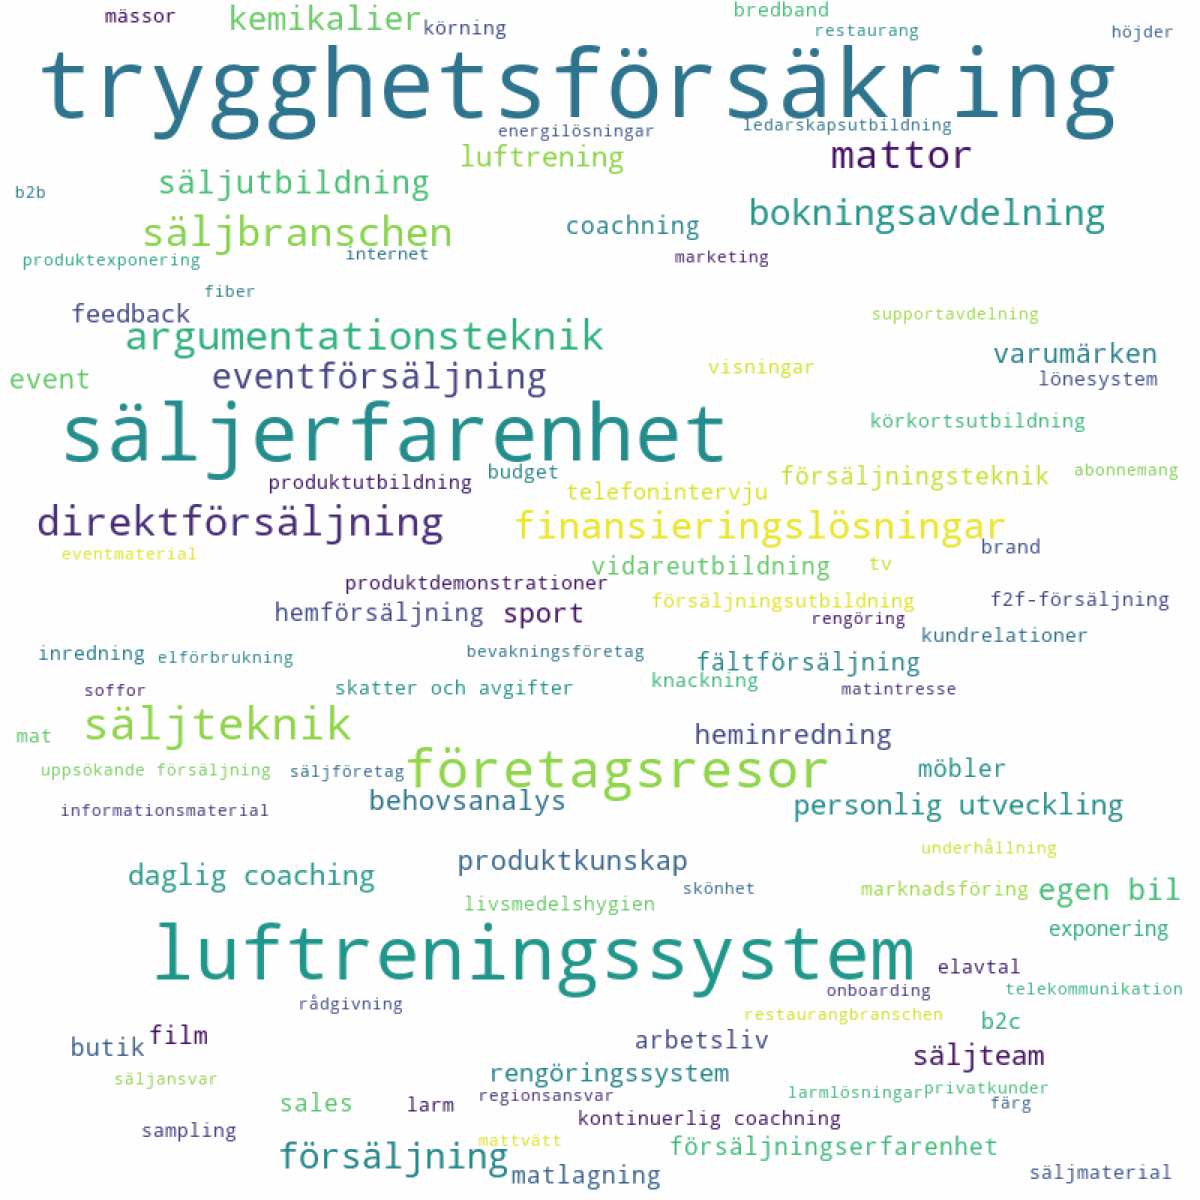 mässor
kemikalier
körning
bredband
restaurang
höjder
trygghetsförsäkring
energilösningar
ledarskapsutbildning
luftrening
mattor
säljutbildning
b2b
bokningsavdelning
säljbranschen
coachning
internet
marketing
produktexponering
fiber
feedback
supportavdelning
argumentationsteknik
varumärken
visningar
event
eventförsäljning
lönesystem
körkortsutbildning
säljerfarenhet
budget
abonnemang
produktutbildning
försäljningsteknik
telefonintervju
direktförsäljning
finansieringslösningar
brand
eventmaterial
vidareutbildning
tv
produktdemonstrationer
försäljningsutbildning
f2f-försäljning
hemförsäljning
sport
rengöring
kundrelationer
inredning
elförbrukning
bevakningsföretag
fältförsäljning
knackning
soffor
skatter och avgifter
matintresse
säljteknik
mat
heminredning
uppsökande försäljning
säljföretag
företagsresor
möbler
informationsmaterial
behovsanalys
personlig utveckling
underhållning
produktkunskap
daglig coaching
skönhet
marknadsföring
egen bil
livsmedelshygien
exponering
luftreningssystem
elavtal
onboarding
telekommunikation
rådgivning
restaurangbranschen
b2c
film
butik
arbetsliv
säljteam
säljansvar
rengöringssystem
larmlösningar
privatkunder
regionsansvar
sales
larm
färg
kontinuerlig coachning
sampling
mattvätt
försäljning
försäljningserfarenhet
matlagning
säljmaterial